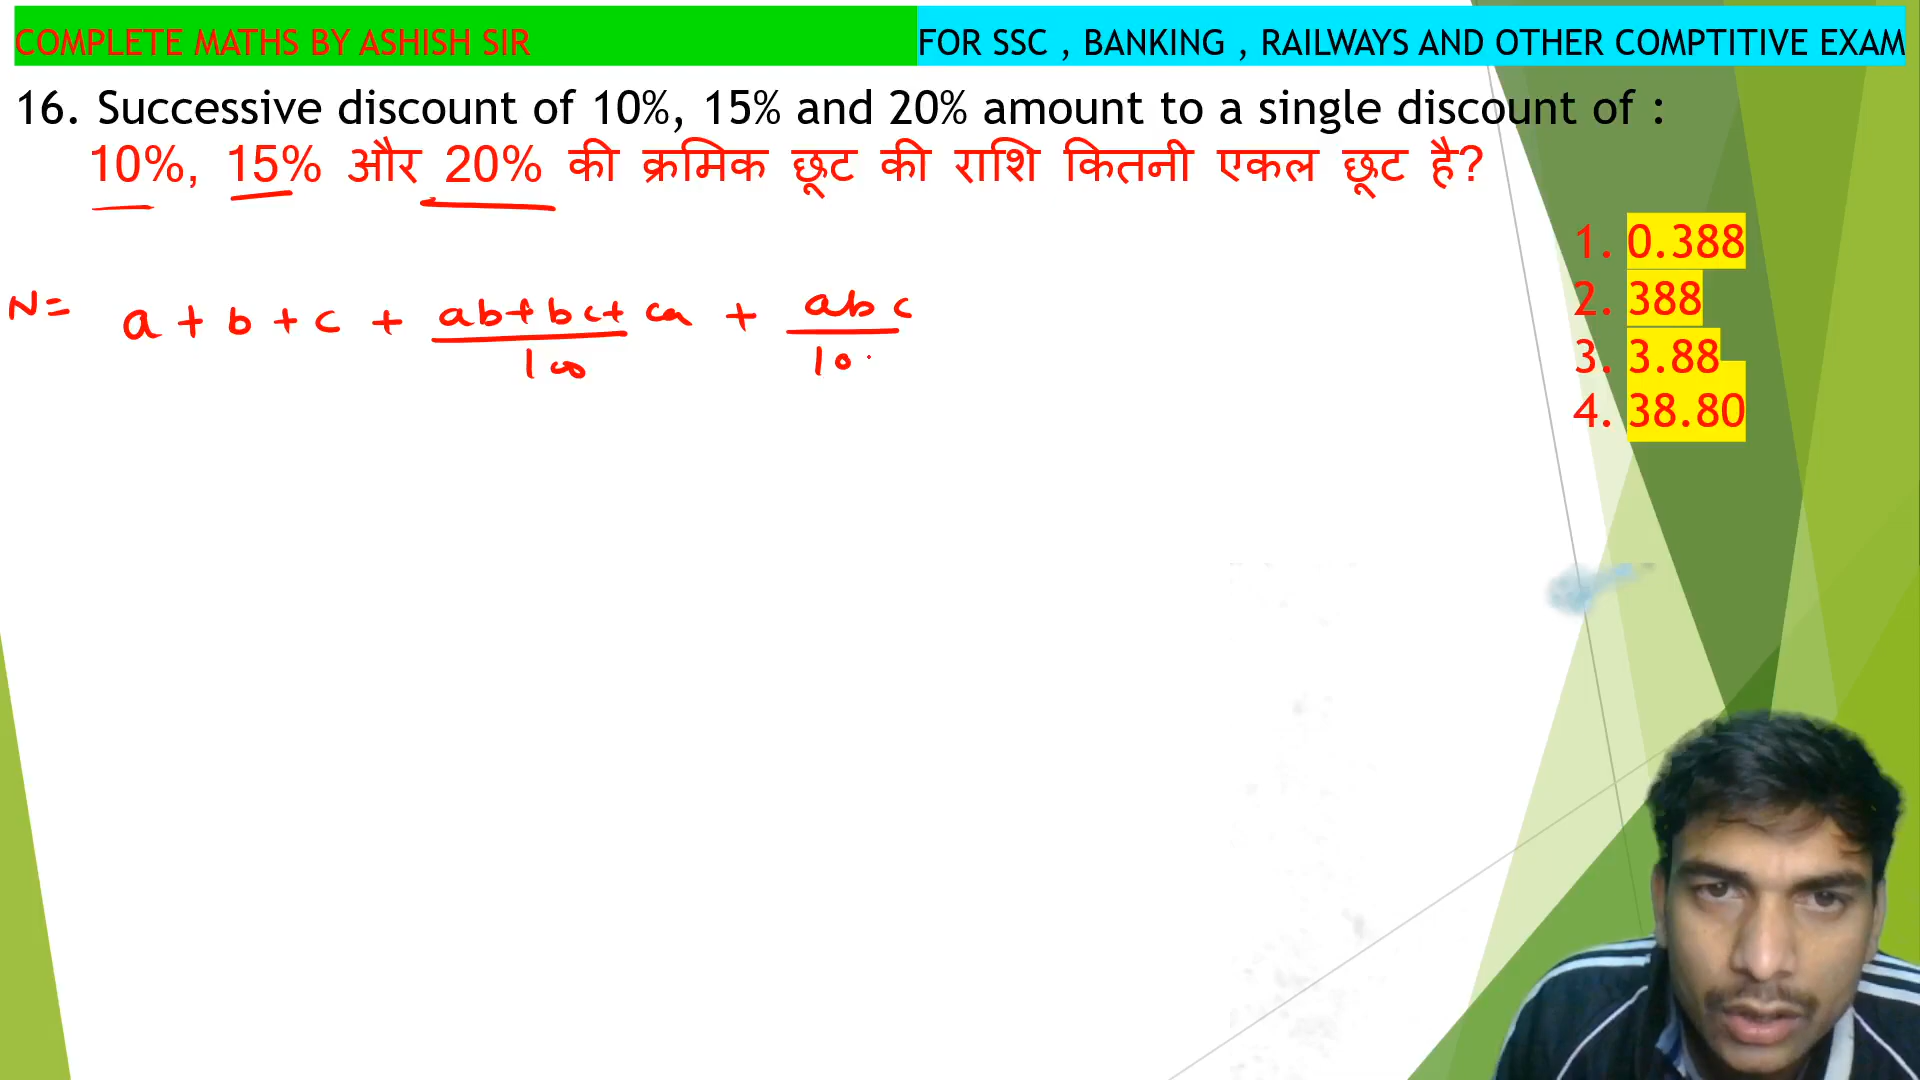 COMPLETE MATHS BY ASHISH SIR FOR SSC , BANKING , RAILWAYS AND OTHER COMPTITIVE EXAM
16. Successive discount of 10%, 15% and 20% amount to a single discount of :
10%, 15% और 20% की क्रमिक छूट की राशि कितनी एकल छूट है?
1. 0.388
2. 388
3. 3.88
4. 38.80
N= a + b + c + ab+bc+ca/100 + abc/10